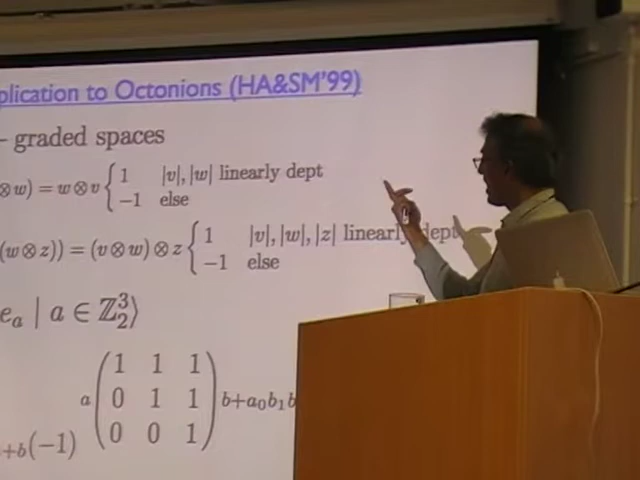 plication to Octonions (HA&SM'99)
– graded spaces
⊗w) = w⊗v { 1 |v|, |w| linearly dept
−1 else
(w⊗z)) = (v⊗w)⊗z { 1 |v|, |w|, |z| linearly dept
−1 else
e_a | a ∈ ℤ₂³⟩
1 1 1
a ( 0 1 1 ) b+a₀b₁b
0 0 1
+b(−1)